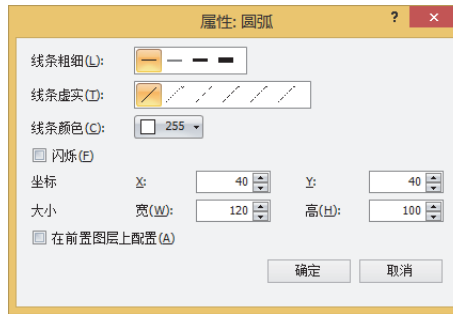 属性: 圆弧 ?
线条粗细(L):
线条虚实(T):
线条颜色(C): 255
闪烁(F)
坐标 X: 40 Y: 40
大小 宽(W): 120 高(H): 100
在前置图层上配置(A)
确定 取消